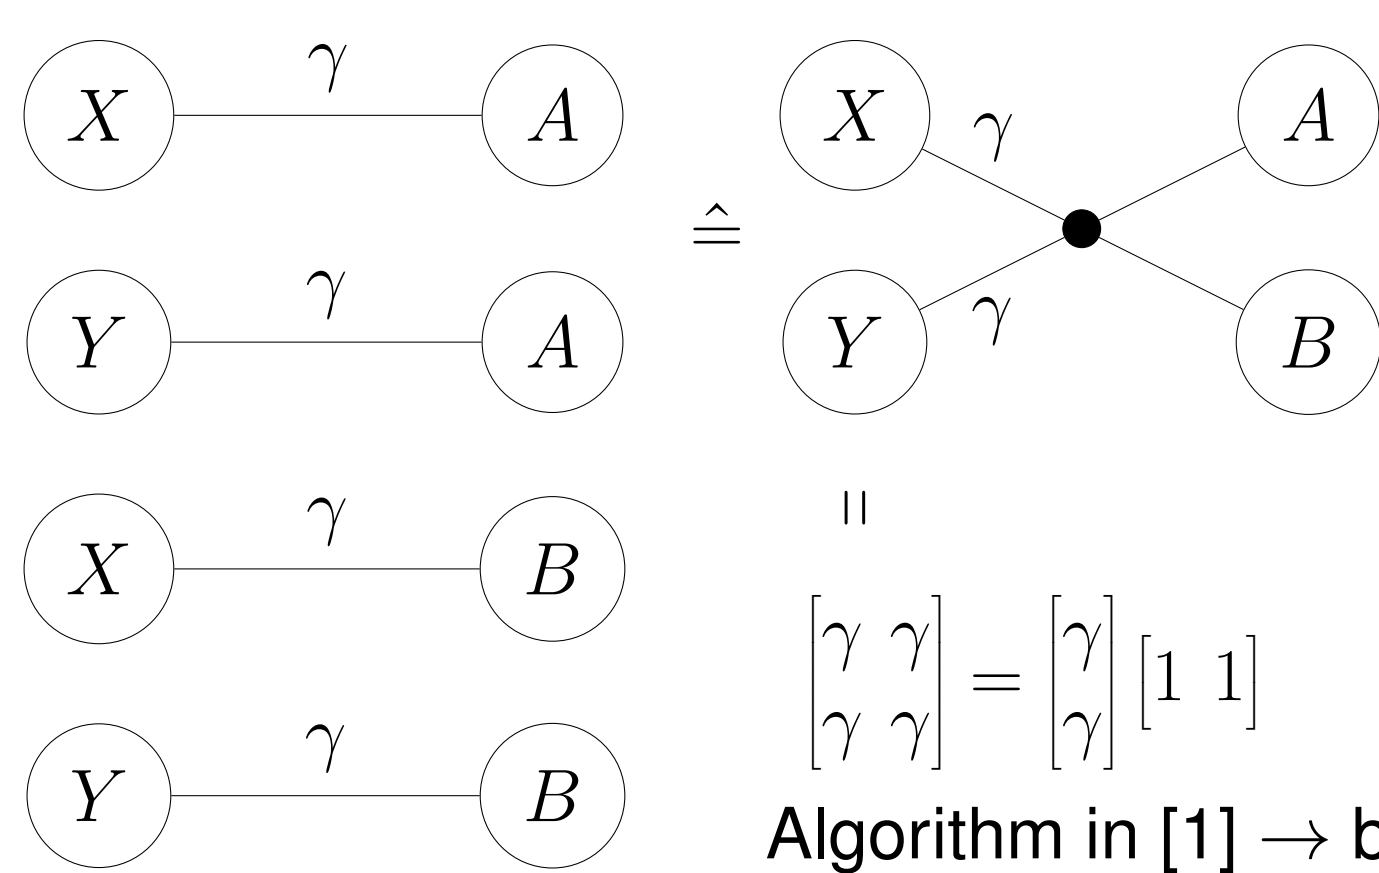 γ
X A
γ
Y A
γ
X B
γ
Y B
≙
X γ A
Y γ B
=
[γ γ
γ γ] = [γ
γ] [1 1]
Algorithm in [1] → b